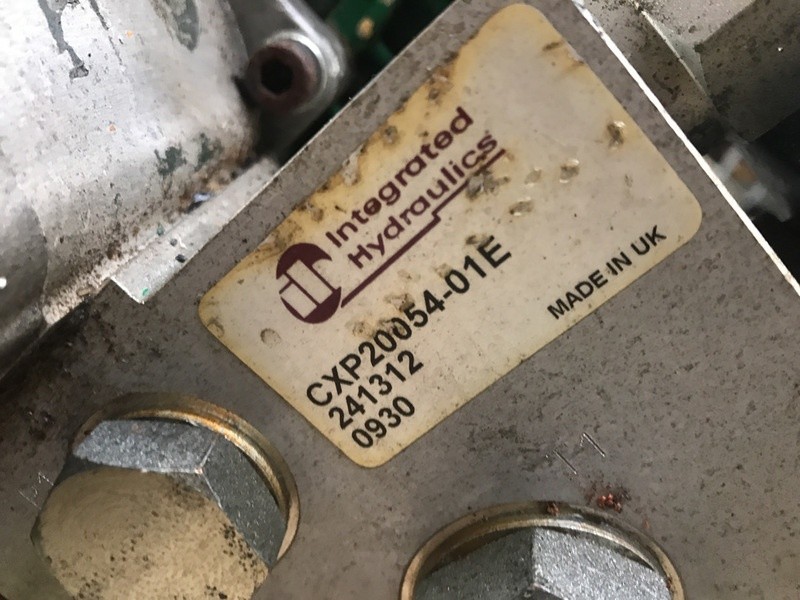 Integrated
Hydraulics
CXP20054-01E
241312
0930
MADE IN UK